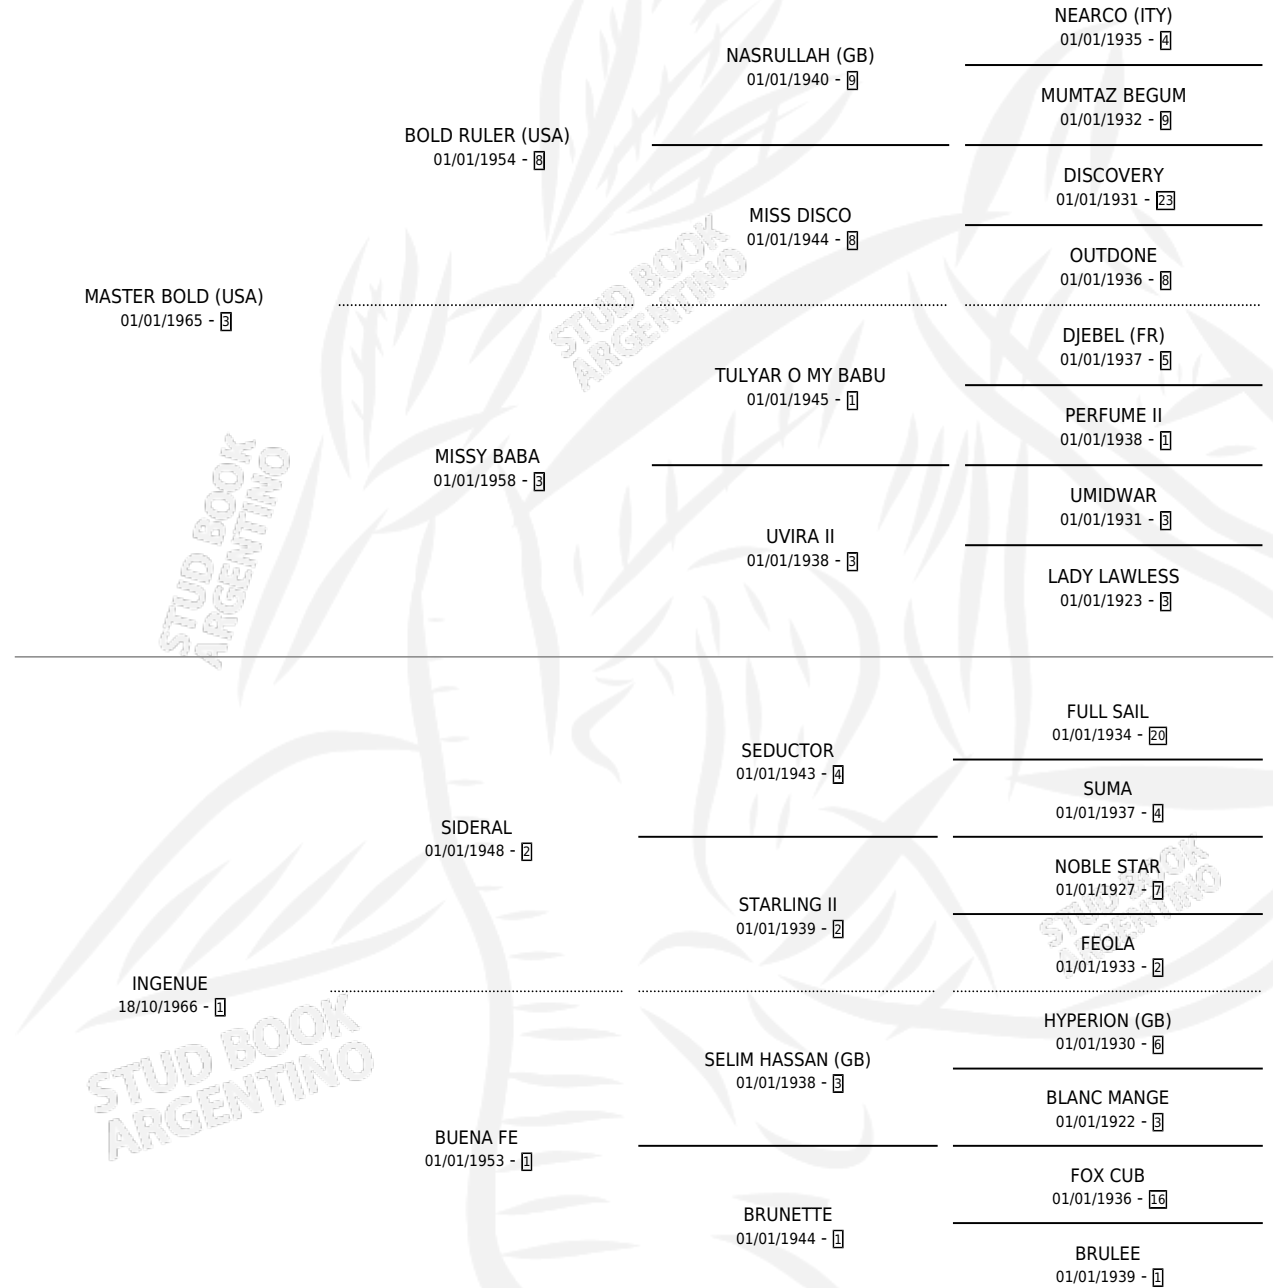 NEARCO (ITY)
01/01/1935 - 4
NASRULLAH (GB)
01/01/1940 - 9
MUMTAZ BEGUM
01/01/1932 - 9
BOLD RULER (USA)
01/01/1954 - 8
DISCOVERY
01/01/1931 - 23
MISS DISCO
01/01/1944 - 8
OUTDONE
01/01/1936 - 8
MASTER BOLD (USA)
01/01/1965 - 3
DJEBEL (FR)
01/01/1937 - 5
TULYAR O MY BABU
01/01/1945 - 1
PERFUME II
01/01/1938 - 1
MISSY BABA
01/01/1958 - 3
UMIDWAR
01/01/1931 - 3
UVIRA II
01/01/1938 - 3
LADY LAWLESS
01/01/1923 - 3
STUD BOOK
ARGENTINO
STUD BOOK
ARGENTINO
FULL SAIL
01/01/1934 - 20
SEDUCTOR
01/01/1943 - 4
SUMA
01/01/1937 - 4
SIDERAL
01/01/1948 - 2
NOBLE STAR
01/01/1927 - 7
STARLING II
01/01/1939 - 2
FEOLA
01/01/1933 - 2
INGENUE
18/10/1966 - 1
HYPERION (GB)
01/01/1930 - 6
SELIM HASSAN (GB)
01/01/1938 - 3
BLANC MANGE
01/01/1922 - 3
BUENA FE
01/01/1953 - 1
FOX CUB
01/01/1936 - 16
BRUNETTE
01/01/1944 - 1
BRULEE
01/01/1939 - 1
STUD BOOK
ARGENTINO
STUD BOOK
ARGENTINO